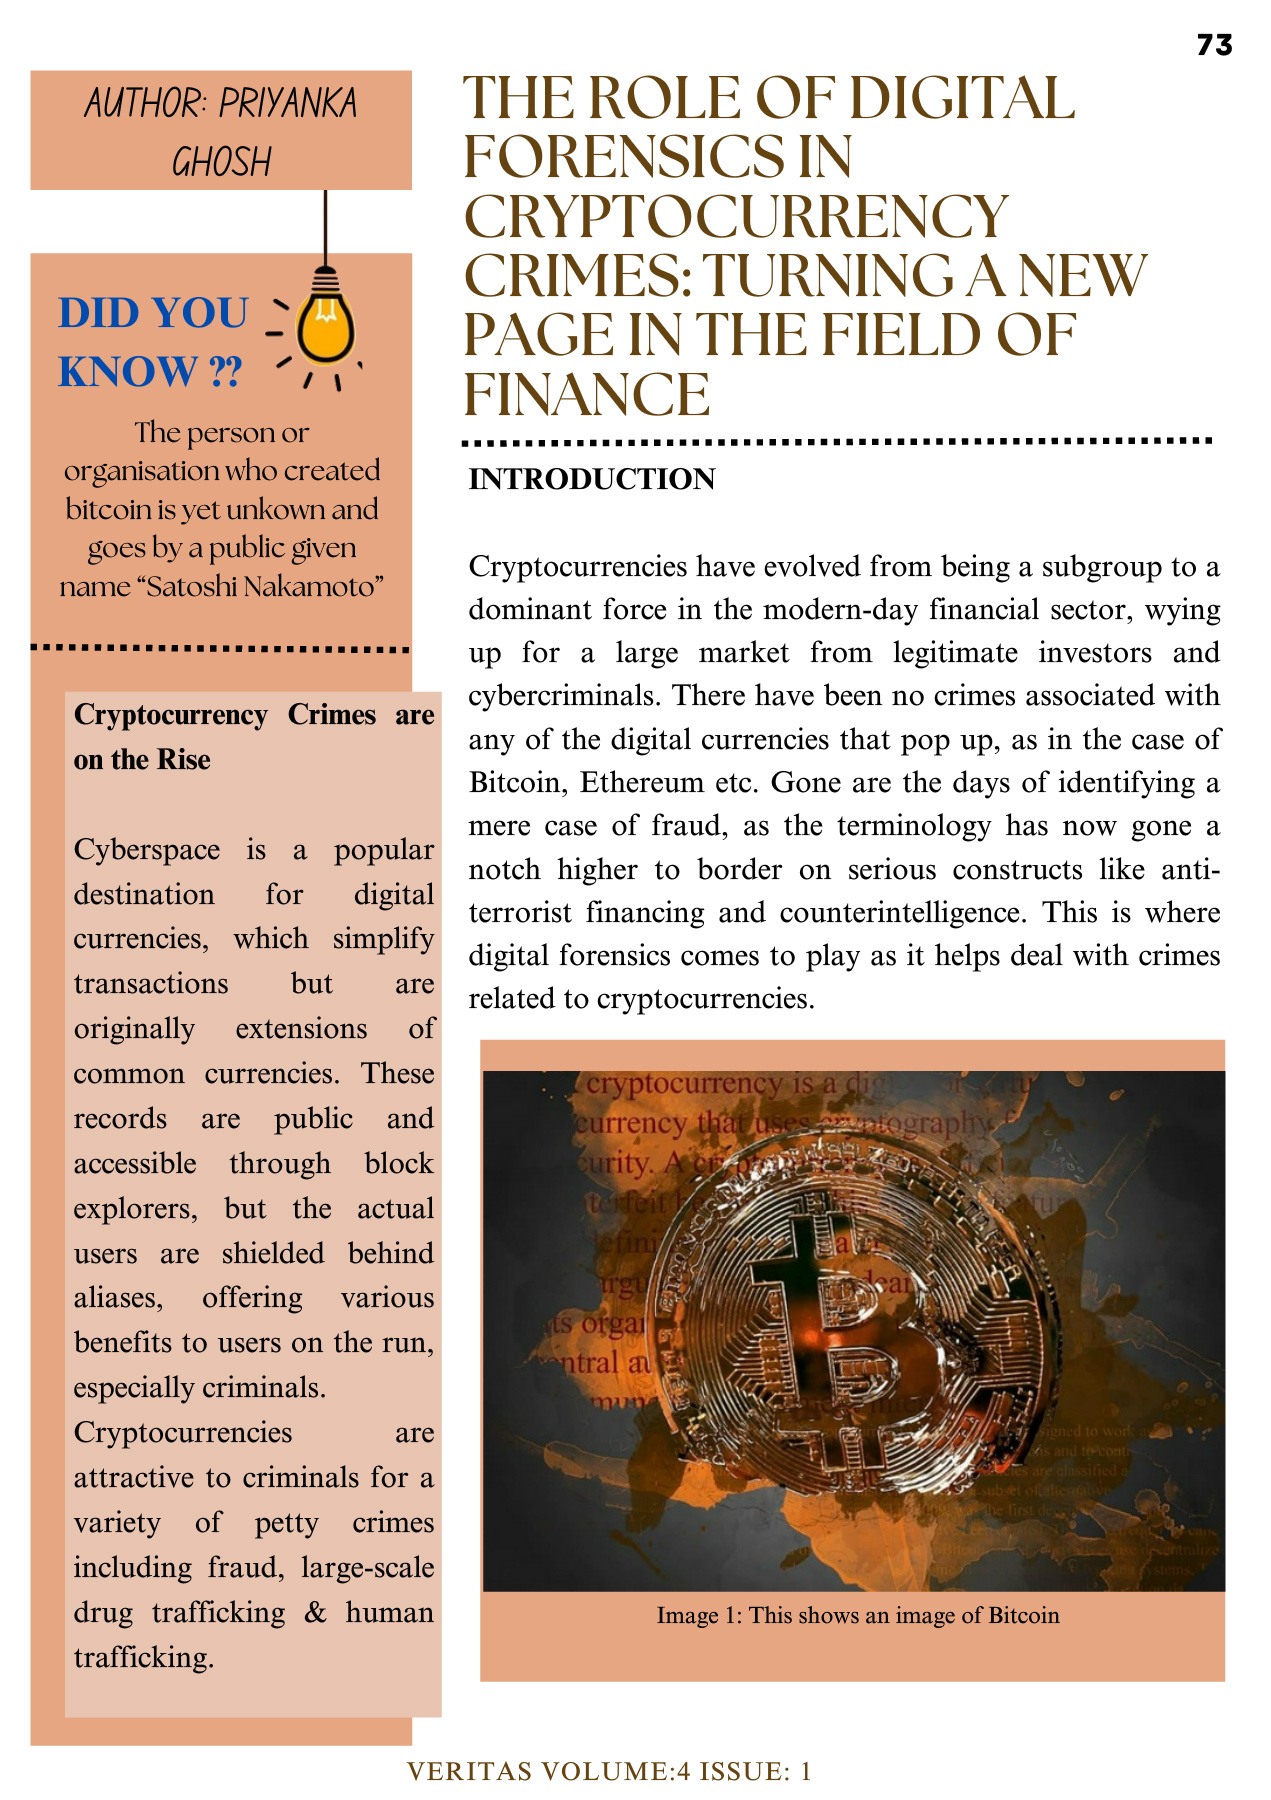 73
AUTHOR: PRIYANKA
GHOSH
DID YOU
KNOW ??
The person or
organisation who created
bitcoin is yet unkown and
goes by a public given
name “Satoshi Nakamoto”
Cryptocurrency Crimes are
on the Rise
Cyberspace is a popular
destination for digital
currencies, which simplify
transactions but are
originally extensions of
common currencies. These
records are public and
accessible through block
explorers, but the actual
users are shielded behind
aliases, offering various
benefits to users on the run,
especially criminals.
Cryptocurrencies are
attractive to criminals for a
variety of petty crimes
including fraud, large-scale
drug trafficking & human
trafficking.
THE ROLE OF DIGITAL
FORENSICS IN
CRYPTOCURRENCY
CRIMES: TURNING A NEW
PAGE IN THE FIELD OF
FINANCE
INTRODUCTION
Cryptocurrencies have evolved from being a subgroup to a
dominant force in the modern-day financial sector, wying
up for a large market from legitimate investors and
cybercriminals. There have been no crimes associated with
any of the digital currencies that pop up, as in the case of
Bitcoin, Ethereum etc. Gone are the days of identifying a
mere case of fraud, as the terminology has now gone a
notch higher to border on serious constructs like anti-
terrorist financing and counterintelligence. This is where
digital forensics comes to play as it helps deal with crimes
related to cryptocurrencies.
cryptocurrency is a dig
currency that uses cryptography
curity. A
Image 1: This shows an image of Bitcoin
VERITAS VOLUME:4 ISSUE: 1